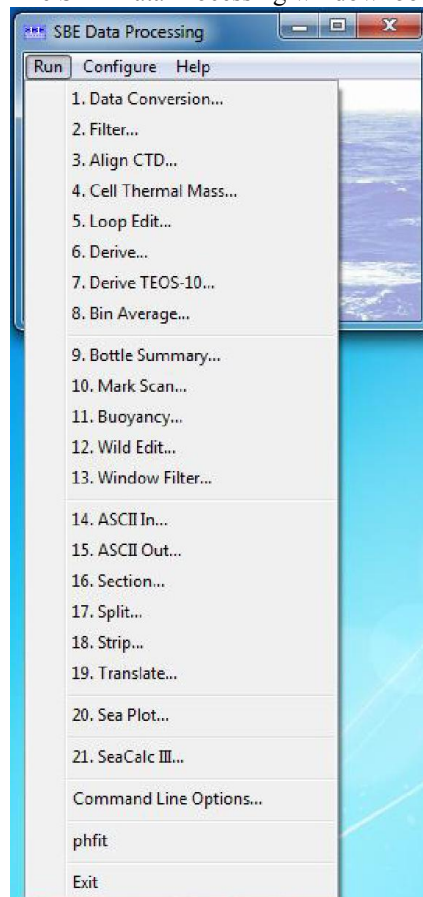 SBE Data Processing
Run Configure Help
1. Data Conversion...
2. Filter...
3. Align CTD...
4. Cell Thermal Mass...
5. Loop Edit...
6. Derive...
7. Derive TEOS-10...
8. Bin Average...
9. Bottle Summary...
10. Mark Scan...
11. Buoyancy...
12. Wild Edit...
13. Window Filter...
14. ASCII In...
15. ASCII Out...
16. Section...
17. Split...
18. Strip...
19. Translate...
20. Sea Plot...
21. SeaCalc III...
Command Line Options...
phfit
Exit